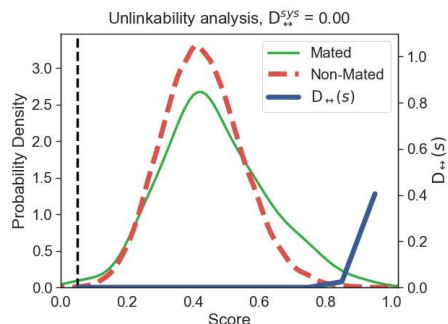 Unlinkability analysis, D↔^sys = 0.00
Mated
Non-Mated
D↔(s)
Probability Density
3.0
2.5
2.0
1.5
1.0
0.5
0.0
1.0
0.8
0.6
0.4
0.2
0.0
D↔(s)
0.0 0.2 0.4 0.6 0.8 1.0
Score